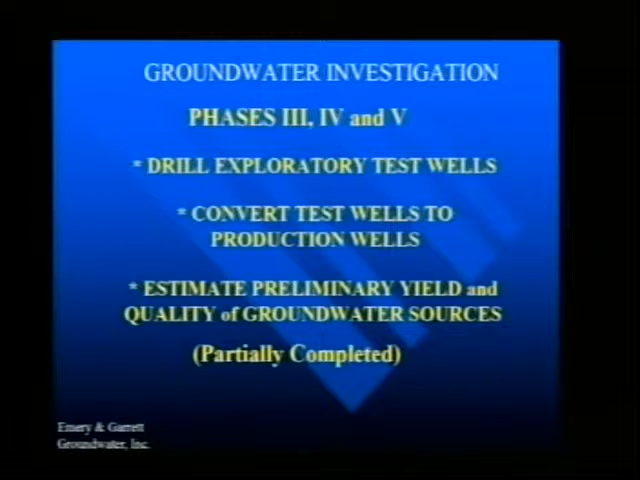 GROUNDWATER INVESTIGATION
PHASES III, IV and V
* DRILL EXPLORATORY TEST WELLS
* CONVERT TEST WELLS TO
PRODUCTION WELLS
* ESTIMATE PRELIMINARY YIELD and
QUALITY of GROUNDWATER SOURCES
(Partially Completed)
Emery & Garrett
Groundwater, Inc.